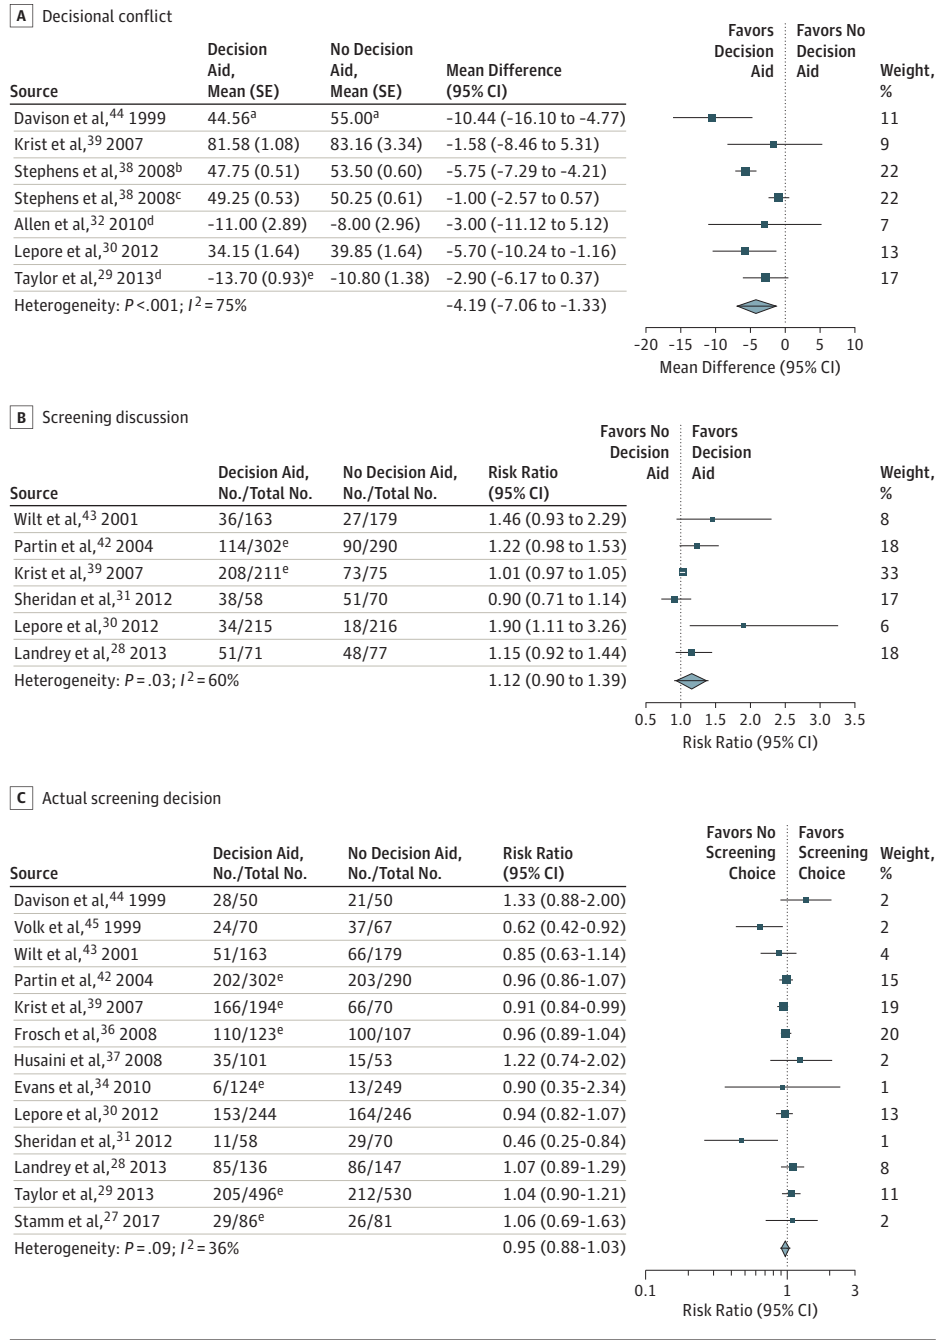 A Decisional conflict
Favors Decision Aid Favors No Decision Aid
Source Decision Aid, Mean (SE) No Decision Aid, Mean (SE) Mean Difference (95% CI) Weight, %
Davison et al,44 1999 44.56a 55.00a -10.44 (-16.10 to -4.77) 11
Krist et al,39 2007 81.58 (1.08) 83.16 (3.34) -1.58 (-8.46 to 5.31) 9
Stephens et al,38 2008b 47.75 (0.51) 53.50 (0.60) -5.75 (-7.29 to -4.21) 22
Stephens et al,38 2008c 49.25 (0.53) 50.25 (0.61) -1.00 (-2.57 to 0.57) 22
Allen et al,32 2010d -11.00 (2.89) -8.00 (2.96) -3.00 (-11.12 to 5.12) 7
Lepore et al,30 2012 34.15 (1.64) 39.85 (1.64) -5.70 (-10.24 to -1.16) 13
Taylor et al,29 2013d -13.70 (0.93)e -10.80 (1.38) -2.90 (-6.17 to 0.37) 17
Heterogeneity: P <.001; I2 = 75% -4.19 (-7.06 to -1.33)
-20 -15 -10 -5 0 5 10
Mean Difference (95% CI)
B Screening discussion
Favors No Decision Aid Favors Decision Aid
Source Decision Aid, No./Total No. No Decision Aid, No./Total No. Risk Ratio (95% CI) Weight, %
Wilt et al,43 2001 36/163 27/179 1.46 (0.93 to 2.29) 8
Partin et al,42 2004 114/302e 90/290 1.22 (0.98 to 1.53) 18
Krist et al,39 2007 208/211e 73/75 1.01 (0.97 to 1.05) 33
Sheridan et al,31 2012 38/58 51/70 0.90 (0.71 to 1.14) 17
Lepore et al,30 2012 34/215 18/216 1.90 (1.11 to 3.26) 6
Landrey et al,28 2013 51/71 48/77 1.15 (0.92 to 1.44) 18
Heterogeneity: P = .03; I2 = 60% 1.12 (0.90 to 1.39)
0.5 1.0 1.5 2.0 2.5 3.0 3.5
Risk Ratio (95% CI)
C Actual screening decision
Favors No Screening Choice Favors Screening Choice
Source Decision Aid, No./Total No. No Decision Aid, No./Total No. Risk Ratio (95% CI) Weight, %
Davison et al,44 1999 28/50 21/50 1.33 (0.88-2.00) 2
Volk et al,45 1999 24/70 37/67 0.62 (0.42-0.92) 2
Wilt et al,43 2001 51/163 66/179 0.85 (0.63-1.14) 4
Partin et al,42 2004 202/302e 203/290 0.96 (0.86-1.07) 15
Krist et al,39 2007 166/194e 66/70 0.91 (0.84-0.99) 19
Frosch et al,36 2008 110/123e 100/107 0.96 (0.89-1.04) 20
Husaini et al,37 2008 35/101 15/53 1.22 (0.74-2.02) 2
Evans et al,34 2010 6/124e 13/249 0.90 (0.35-2.34) 1
Lepore et al,30 2012 153/244 164/246 0.94 (0.82-1.07) 13
Sheridan et al,31 2012 11/58 29/70 0.46 (0.25-0.84) 1
Landrey et al,28 2013 85/136 86/147 1.07 (0.89-1.29) 8
Taylor et al,29 2013 205/496e 212/530 1.04 (0.90-1.21) 11
Stamm et al,27 2017 29/86e 26/81 1.06 (0.69-1.63) 2
Heterogeneity: P = .09; I2 = 36% 0.95 (0.88-1.03)
0.1 1 3
Risk Ratio (95% CI)